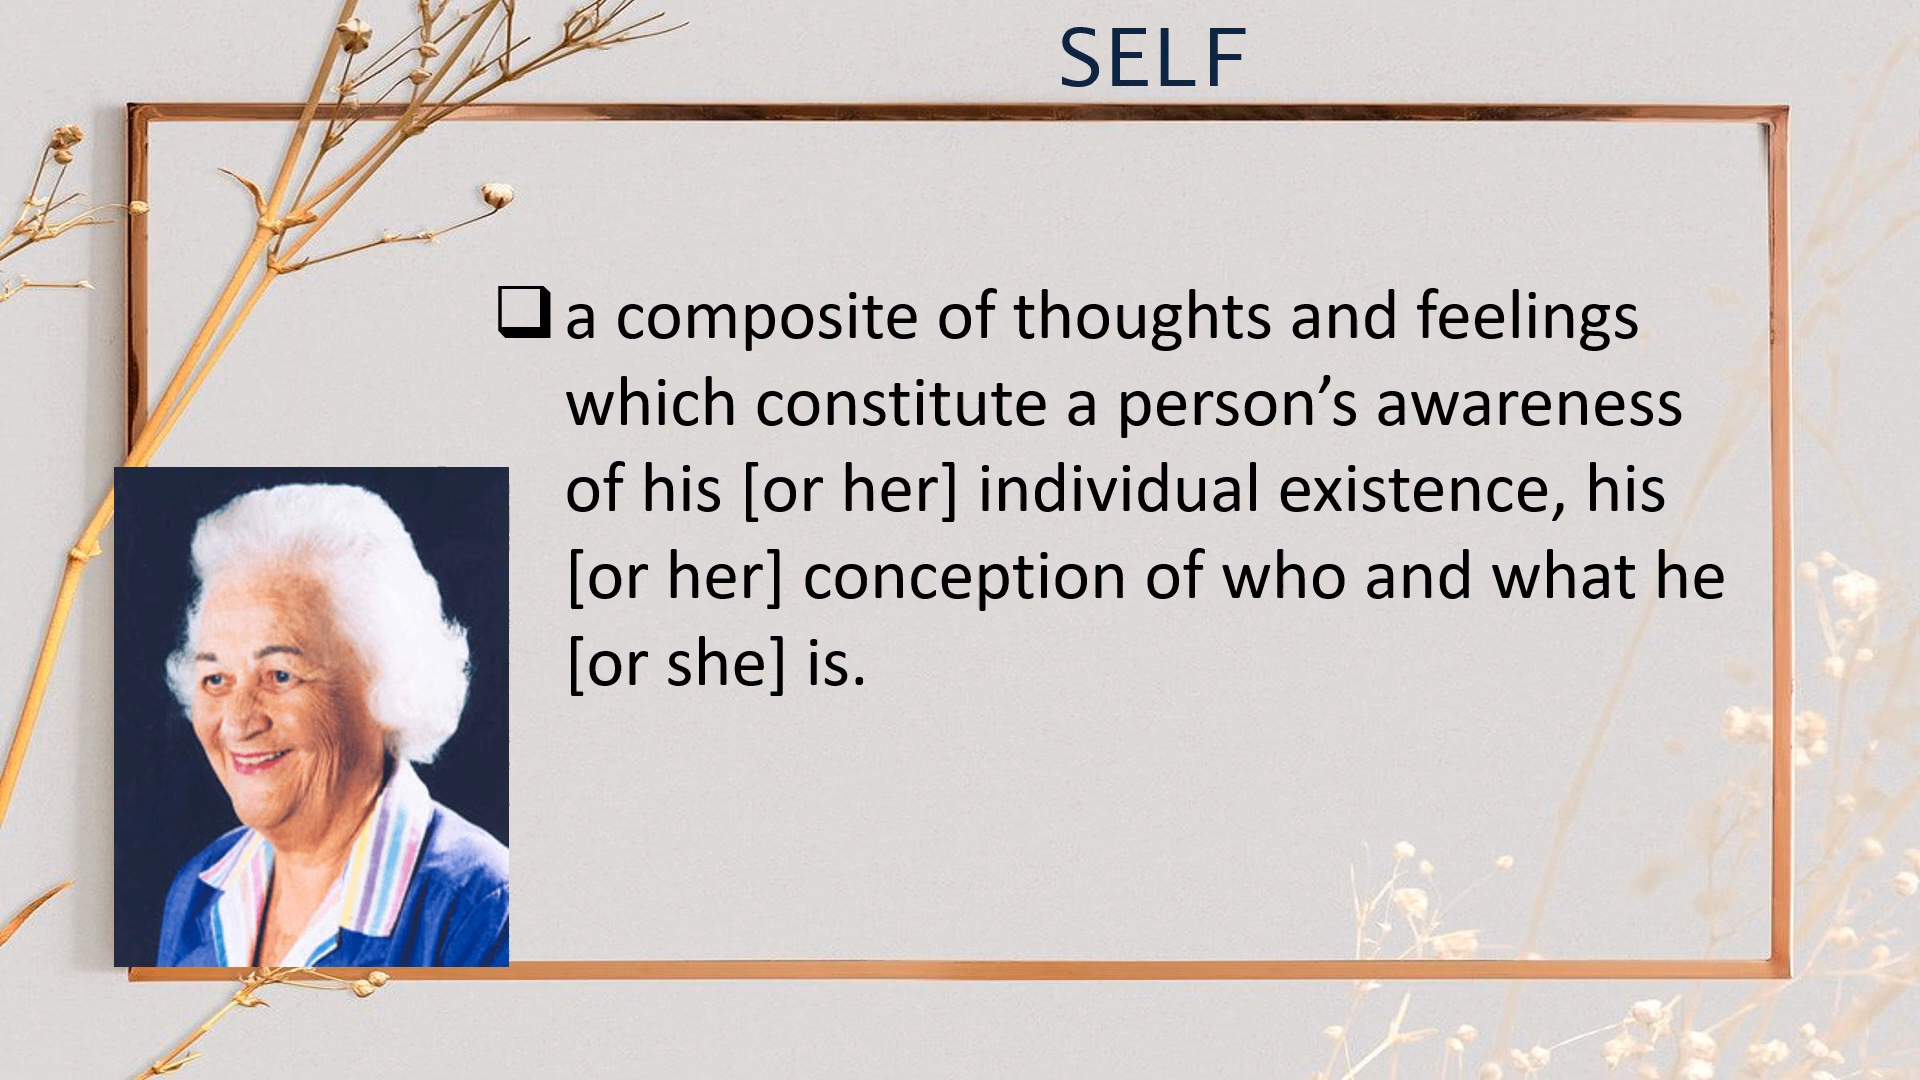 SELF
❑ a composite of thoughts and feelings
which constitute a person’s awareness
of his [or her] individual existence, his
[or her] conception of who and what he
[or she] is.